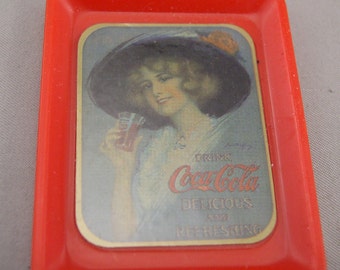 DRINK
Coca-Cola
DELICIOUS
AND
REFRESHING